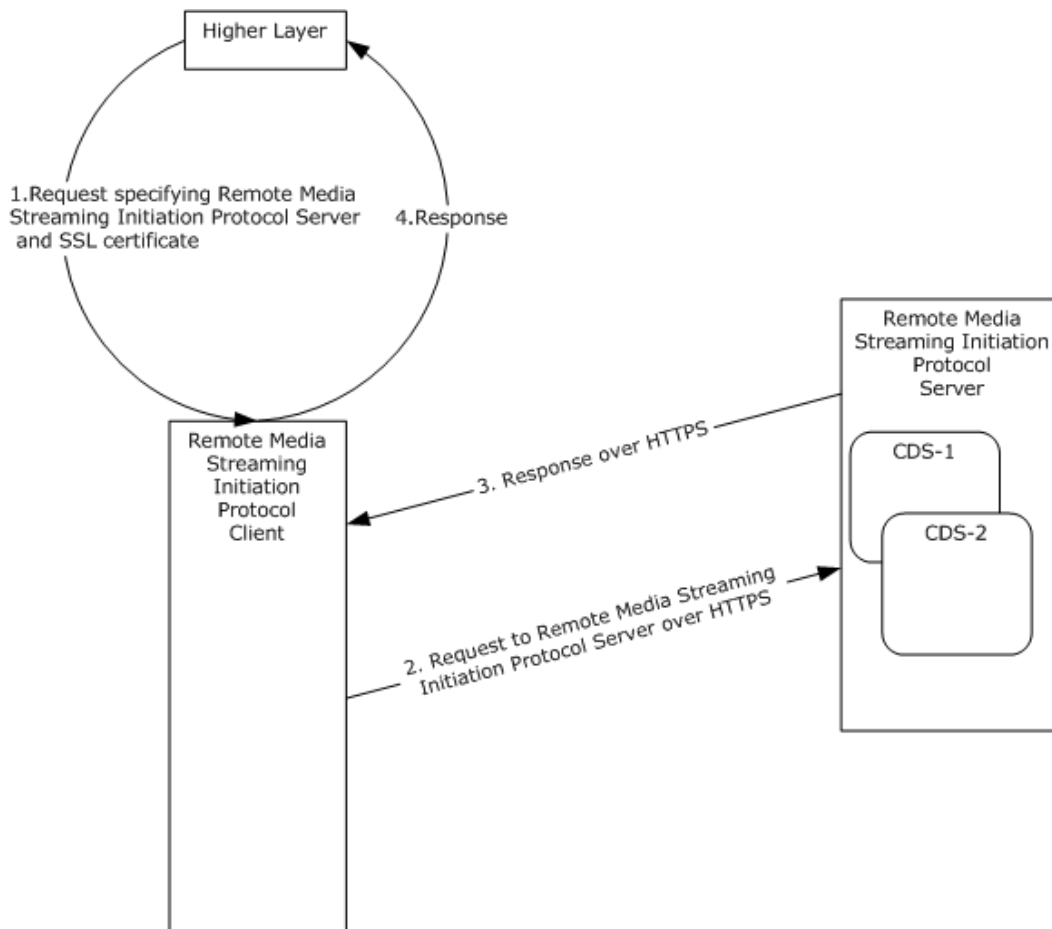 Higher Layer
1.Request specifying Remote Media
Streaming Initiation Protocol Server
and SSL certificate
4.Response
Remote Media
Streaming Initiation
Protocol
Server
CDS-1
CDS-2
3. Response over HTTPS
2. Request to Remote Media Streaming
Initiation Protocol Server over HTTPS
Remote Media
Streaming
Initiation
Protocol
Client